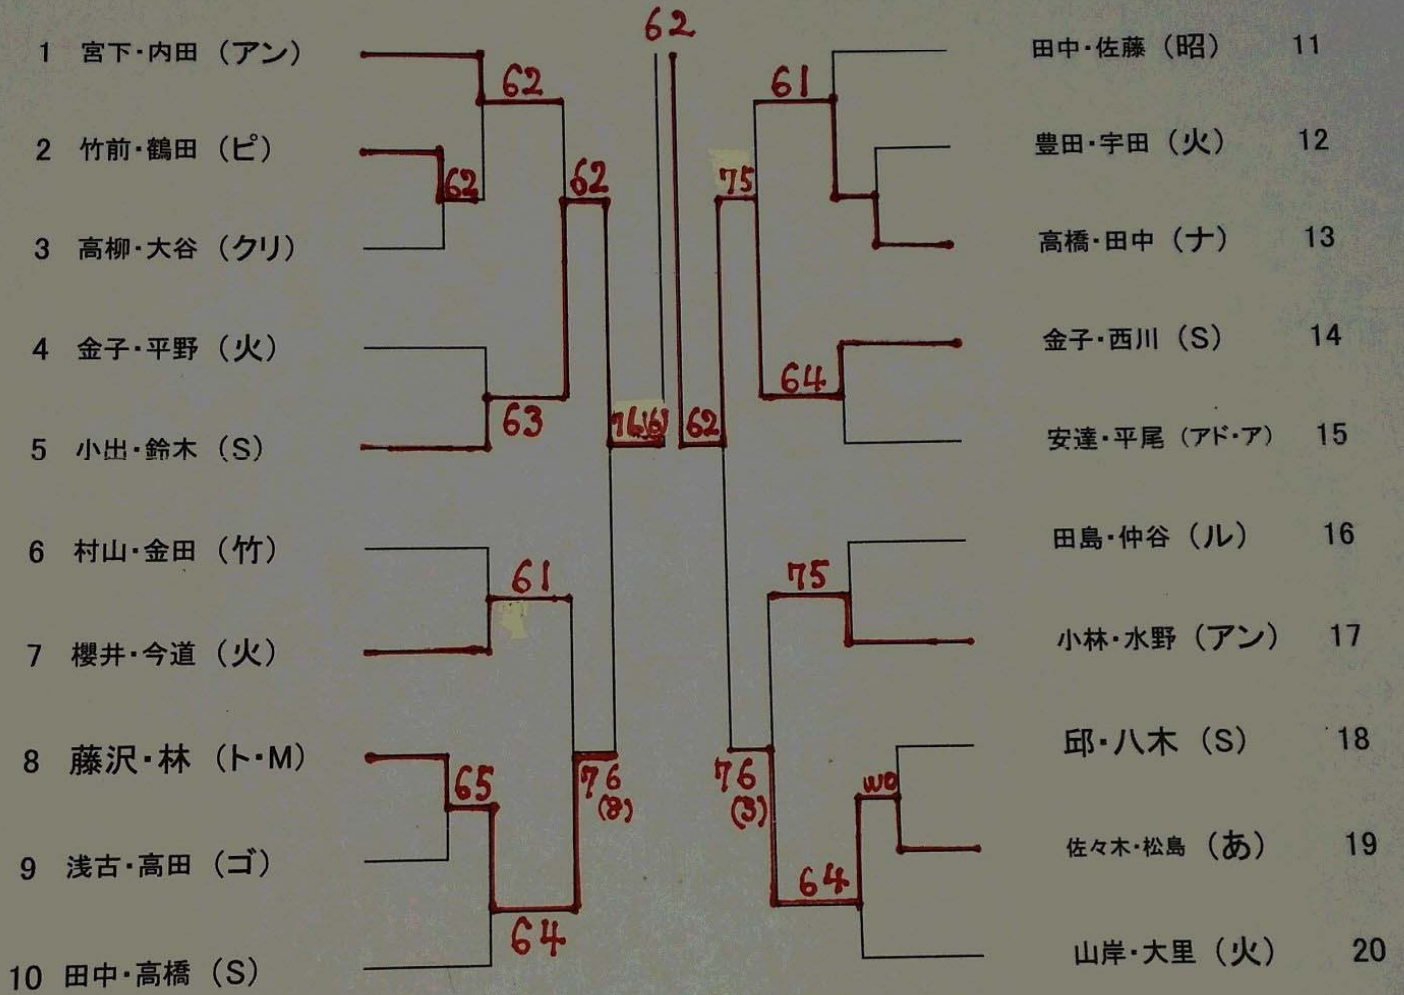 62
1 宮下・内田 (アン)
田中・佐藤 (昭) 11
62
61
2 竹前・鶴田 (ピ)
豊田・宇田 (火) 12
62
62
75
3 高柳・大谷 (クリ)
高橋・田中 (ナ) 13
4 金子・平野 (火)
金子・西川 (S) 14
64
63
76(6)
62
5 小出・鈴木 (S)
安達・平尾 (アド・ア) 15
6 村山・金田 (竹)
田島・仲谷 (ル) 16
61
75
7 櫻井・今道 (火)
小林・水野 (アン) 17
8 藤沢・林 (ト・M)
邱・八木 (S) 18
65
76
(8)
76
(3)
wo
9 浅古・高田 (ゴ)
佐々木・松島 (あ) 19
64
64
10 田中・高橋 (S)
山岸・大里 (火) 20